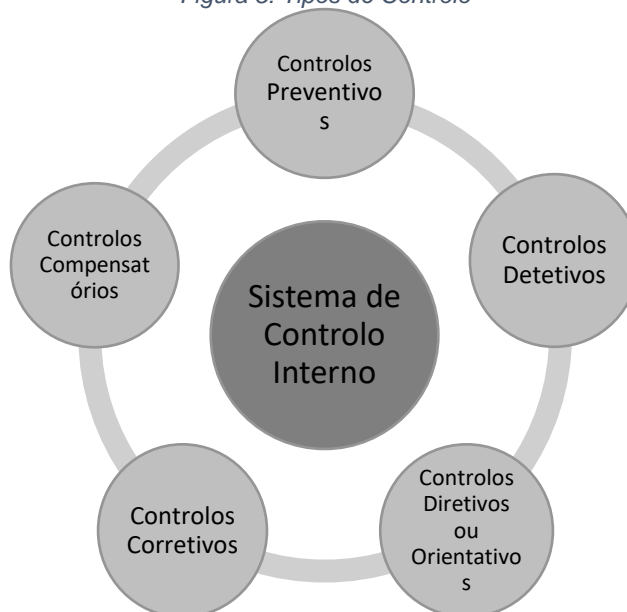 Figura 3: Tipos de Controlo
Controlos
Preventivo
s
Controlos
Detetivos
Controlos
Diretivos
ou
Orientativo
s
Controlos
Corretivos
Controlos
Compensat
órios
Sistema de
Controlo
Interno